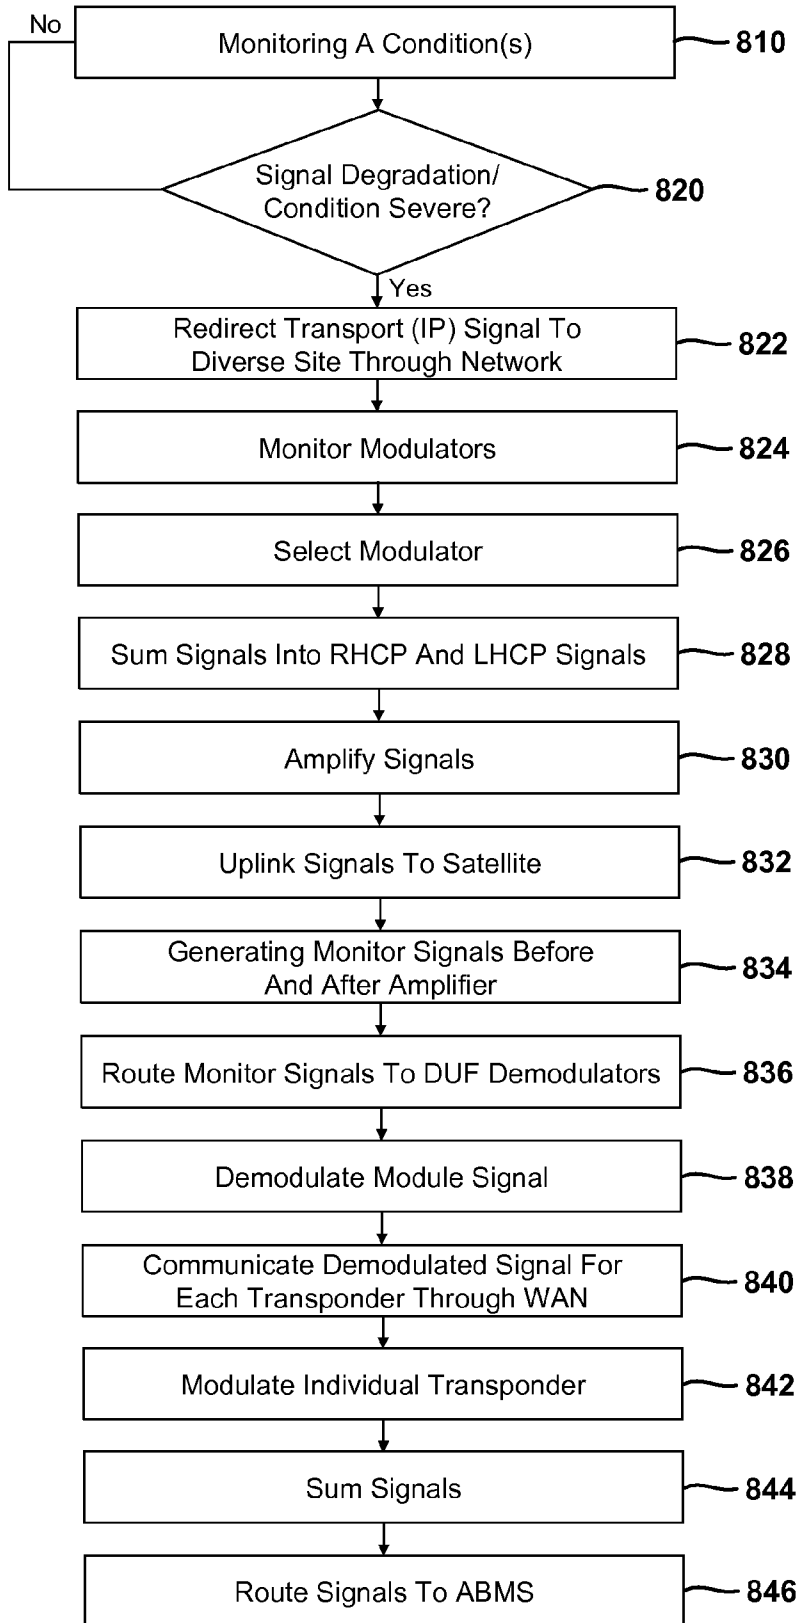 No
Monitoring A Condition(s)
810
Signal Degradation/
Condition Severe?
820
Yes
Redirect Transport (IP) Signal To
Diverse Site Through Network
822
Monitor Modulators
824
Select Modulator
826
Sum Signals Into RHCP And LHCP Signals
828
Amplify Signals
830
Uplink Signals To Satellite
832
Generating Monitor Signals Before
And After Amplifier
834
Route Monitor Signals To DUF Demodulators
836
Demodulate Module Signal
838
Communicate Demodulated Signal For
Each Transponder Through WAN
840
Modulate Individual Transponder
842
Sum Signals
844
Route Signals To ABMS
846